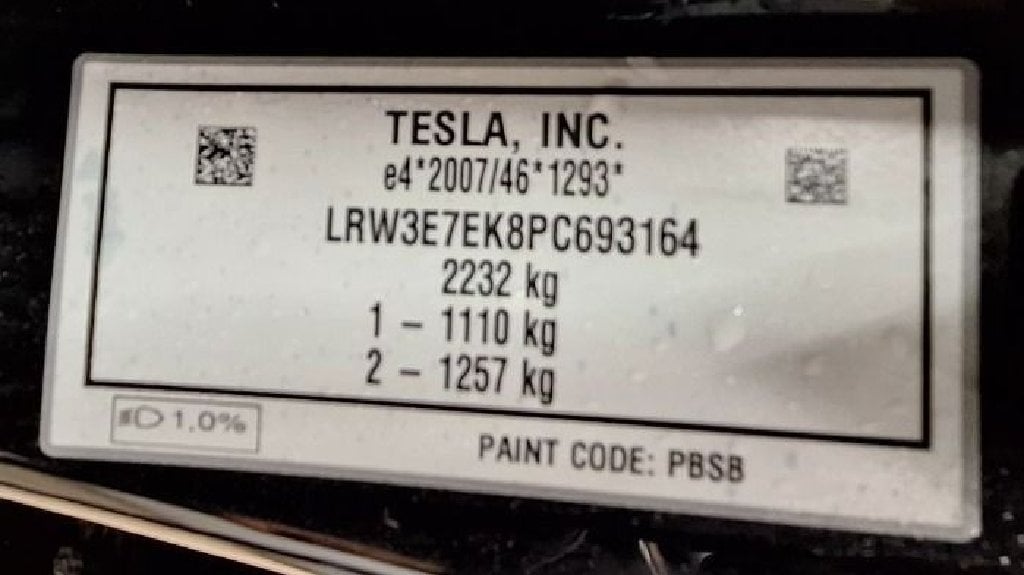 TESLA, INC.
e4*2007/46*1293*
LRW3E7EK8PC693164
2232 kg
1 – 1110 kg
2 – 1257 kg
1.0%
PAINT CODE: PBSB